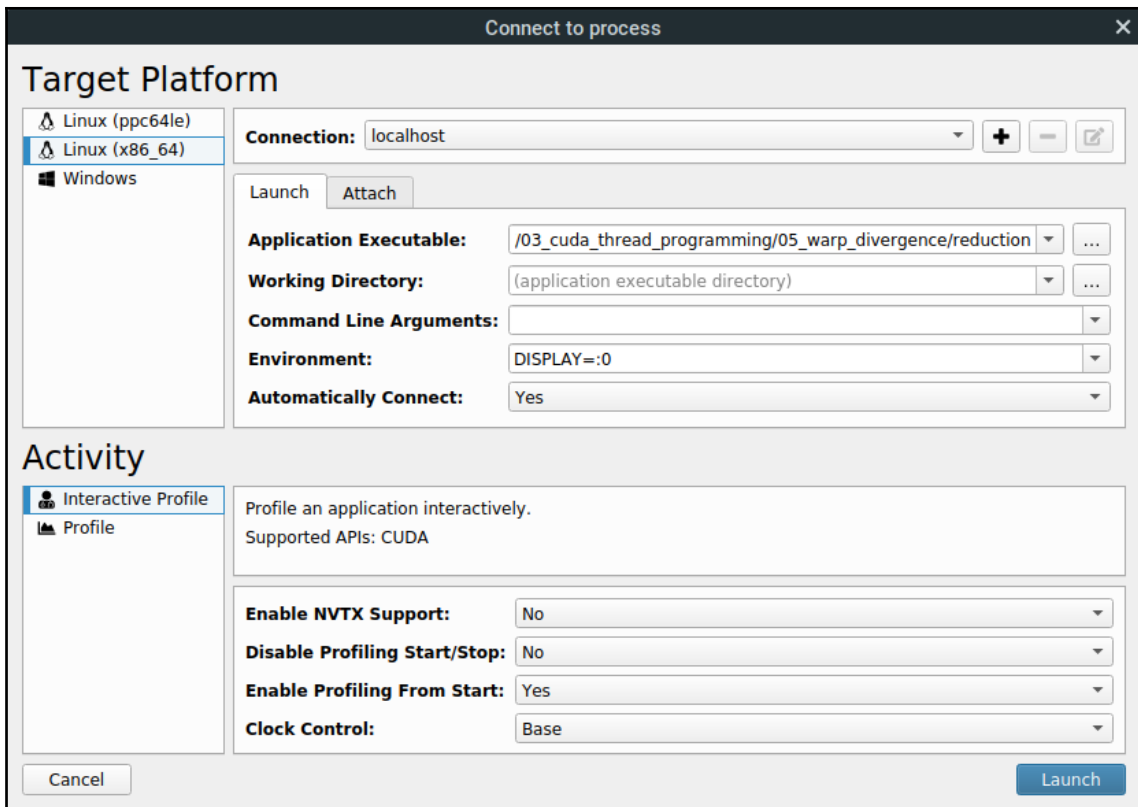 Connect to process
Target Platform
Linux (ppc64le)
Linux (x86_64)
Windows
Connection: localhost
Launch Attach
Application Executable: /03_cuda_thread_programming/05_warp_divergence/reduction ...
Working Directory: (application executable directory) ...
Command Line Arguments:
Environment: DISPLAY=:0
Automatically Connect: Yes
Activity
Interactive Profile
Profile
Profile an application interactively.
Supported APIs: CUDA
Enable NVTX Support: No
Disable Profiling Start/Stop: No
Enable Profiling From Start: Yes
Clock Control: Base
Cancel Launch